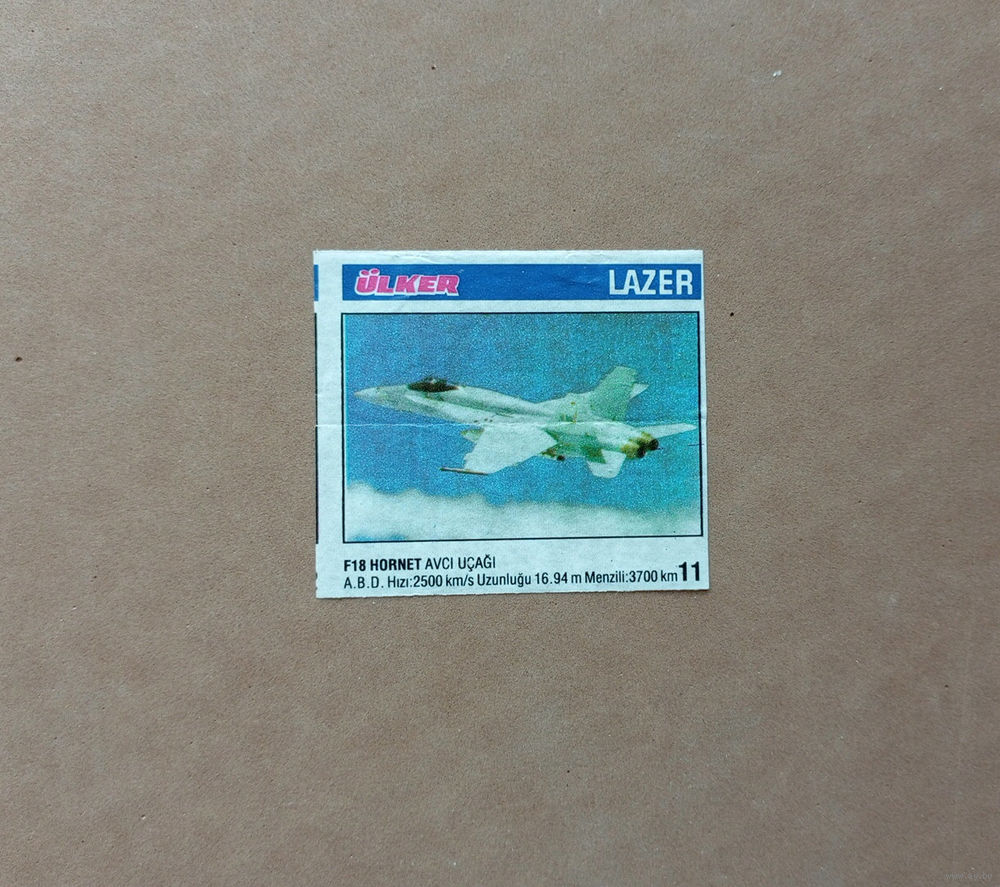 ÜLKER LAZER
F18 HORNET AVCI UÇAĞI
A.B.D. Hızı:2500 km/s Uzunluğu 16.94 m Menzili:3700 km 11